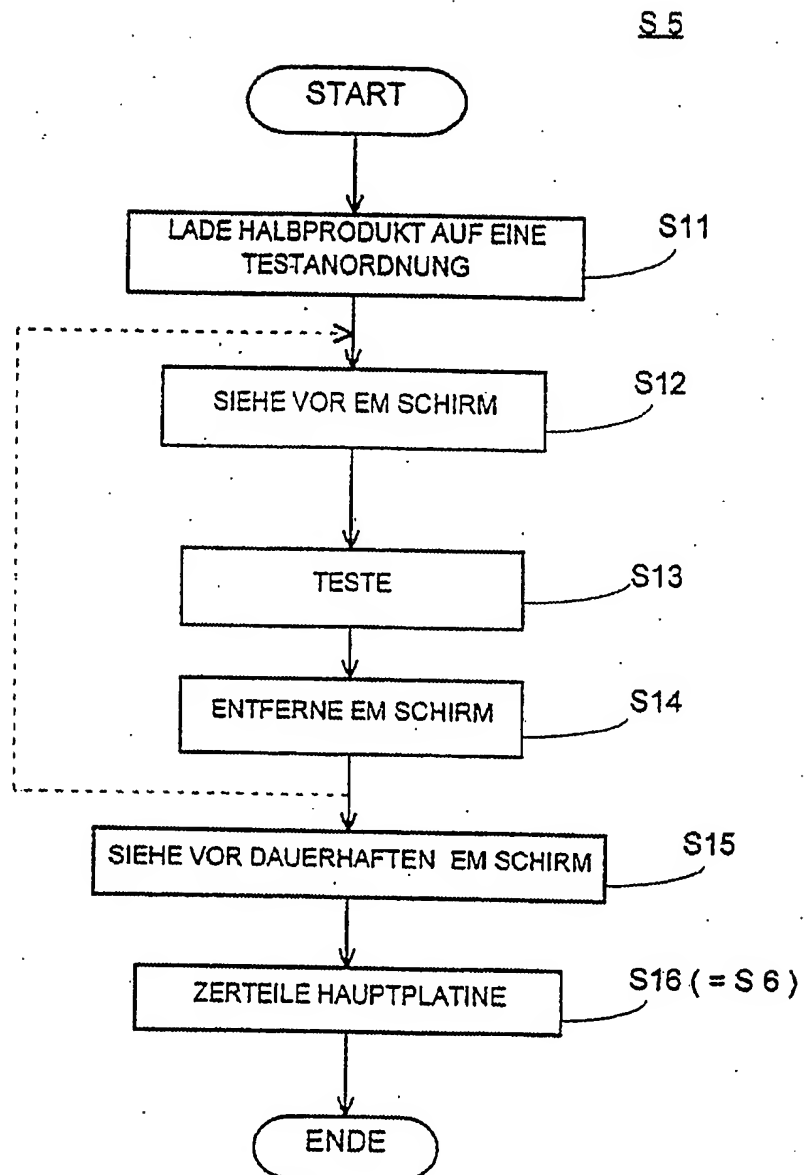 S 5
START
LADE HALBPRODUKT AUF EINE
TESTANORDNUNG
S11
SIEHE VOR EM SCHIRM
S12
TESTE
S13
ENTFERNE EM SCHIRM
S14
SIEHE VOR DAUERHAFTEN EM SCHIRM
S15
ZERTEILE HAUPTPLATINE
S16 ( = S 6 )
ENDE